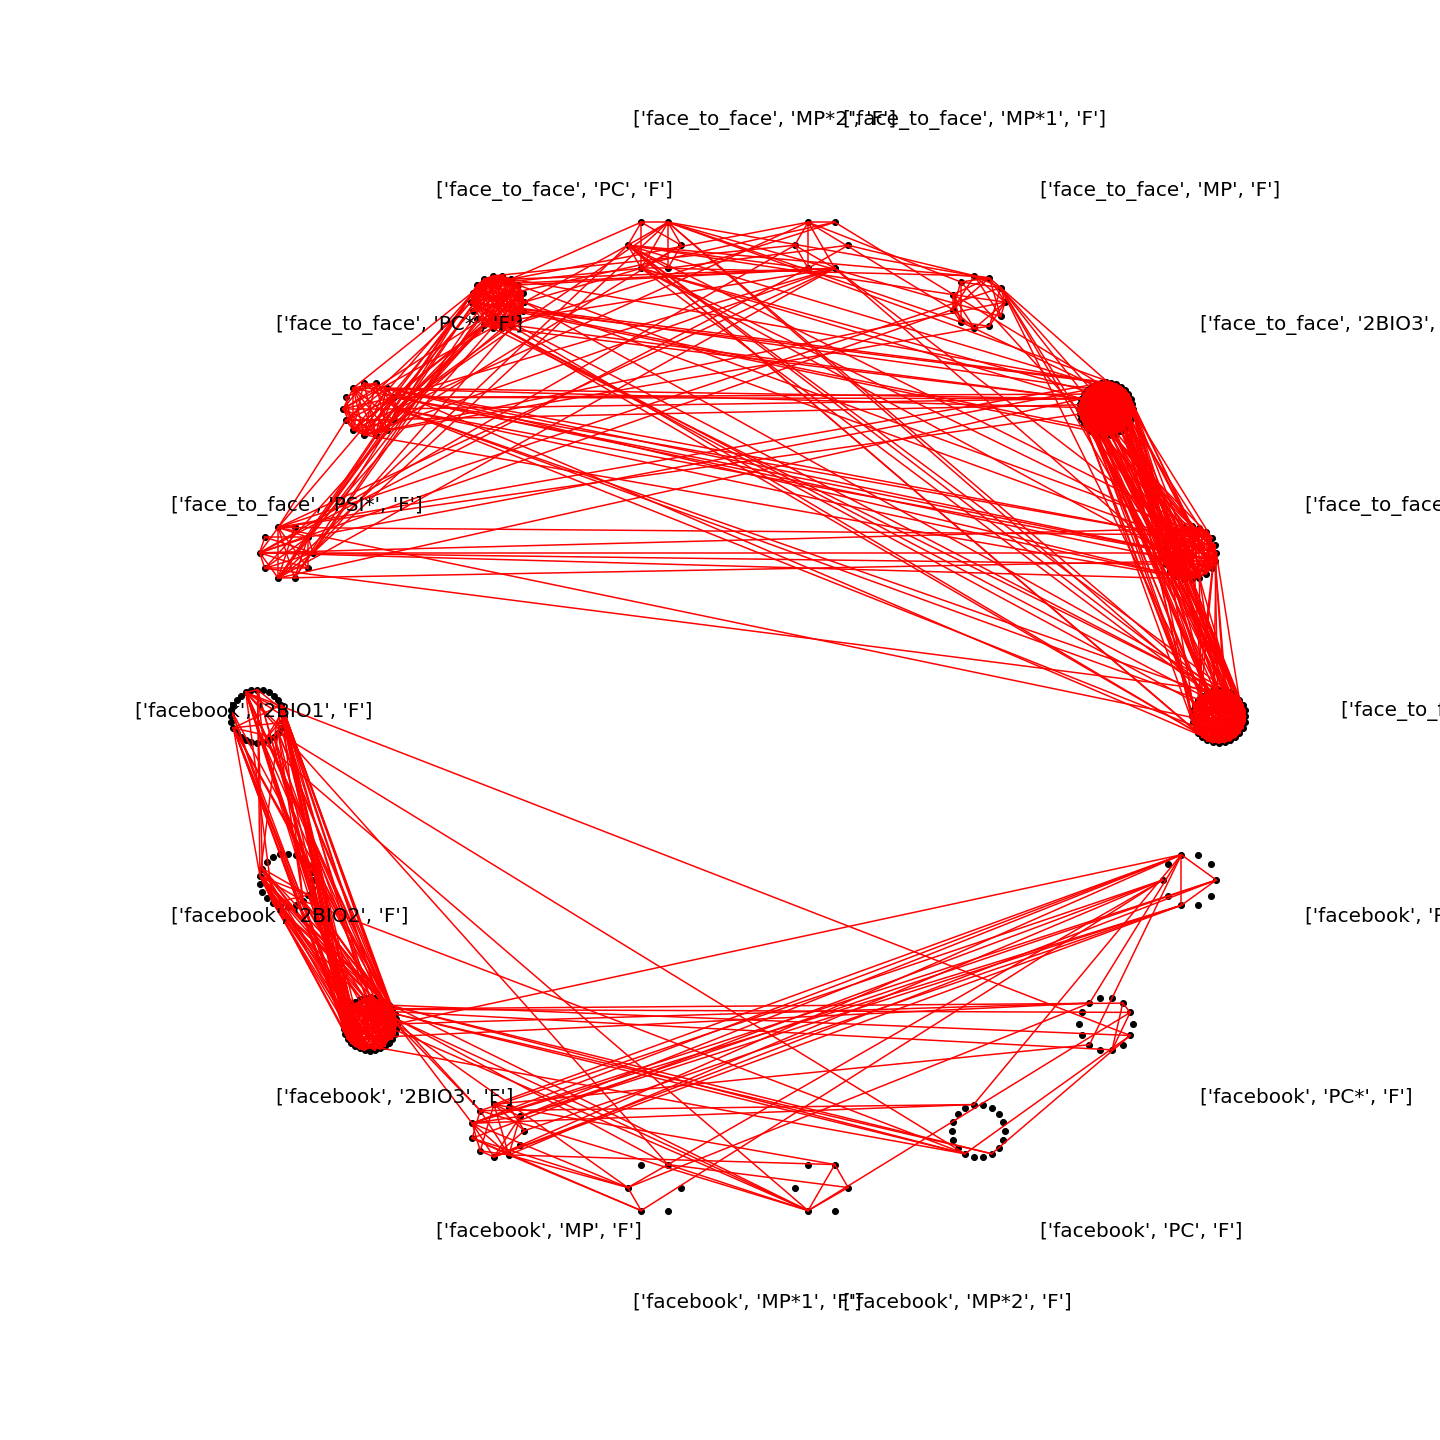 ['face_to_face', 'MP*2', 'F']
['face_to_face', 'MP*1', 'F']
['face_to_face', 'PC', 'F']
['face_to_face', 'MP', 'F']
['face_to_face', 'PC*', 'F']
['face_to_face', '2BIO3',
['face_to_face', 'PSI*', 'F']
['face_to_face
['facebook', '2BIO1', 'F']
['face_to_f
['facebook', '2BIO2', 'F']
['facebook',
['facebook', '2BIO3', 'F']
['facebook', 'PC*', 'F']
['facebook', 'MP', 'F']
['facebook', 'PC', 'F']
['facebook', 'MP*1', 'F']
['facebook', 'MP*2', 'F']